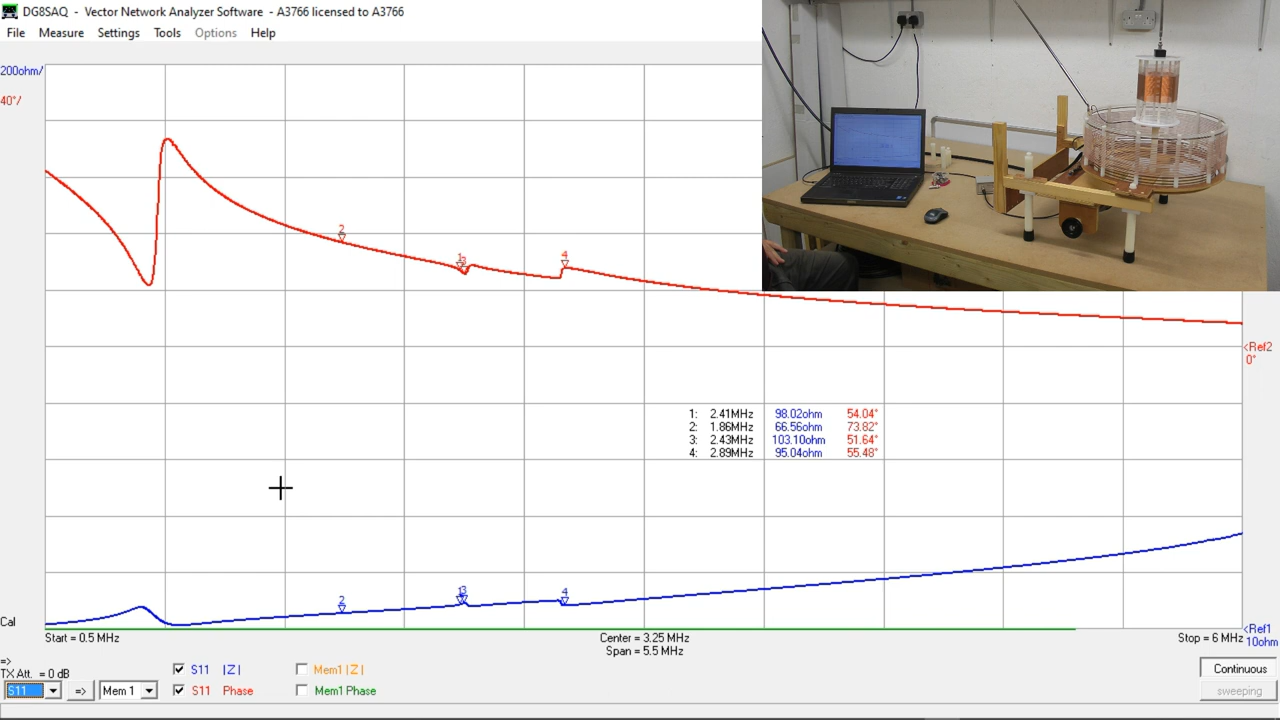 DG8SAQ - Vector Network Analyzer Software - A3766 licensed to A3766
File Measure Settings Tools Options Help
200ohm/
40°/
2
1
3
4
<Ref2
0°
1: 2.41MHz 98.02ohm 54.04°
2: 1.86MHz 66.56ohm 73.82°
3: 2.43MHz 103.10ohm 51.64°
4: 2.89MHz 95.04ohm 55.48°
2
1
3
4
Cal
<Ref1
10ohm
Start = 0.5 MHz
Center = 3.25 MHz
Stop = 6 MHz
Span = 5.5 MHz
=>
TX Att. = 0 dB
S11 |Z|
Mem1 |Z|
Continuous
S11
=>
Mem 1
S11 Phase
Mem1 Phase
sweeping